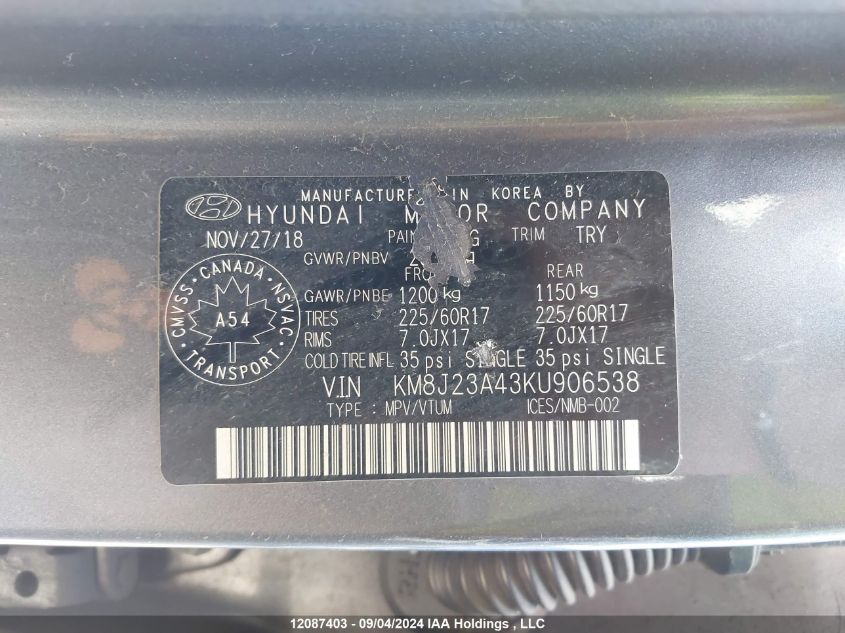 MANUFACTURED IN KOREA BY
HYUNDAI MOTOR COMPANY
NOV/27/18 TRIM TRY
GVWR/PNBV
FRONT REAR
GAWR/PNBE 1200 kg 1150 kg
TIRES 225/60R17 225/60R17
RIMS 7.0JX17 7.0JX17
COLD TIRE INFL 35 psi SINGLE 35 psi SINGLE
VIN KM8J23A43KU906538
TYPE : MPV/VTUM ICES/NMB-002
CMVSS · CANADA · NSVAC
A54
· TRANSPORT ·
12087403 - 09/04/2024 IAA Holdings , LLC